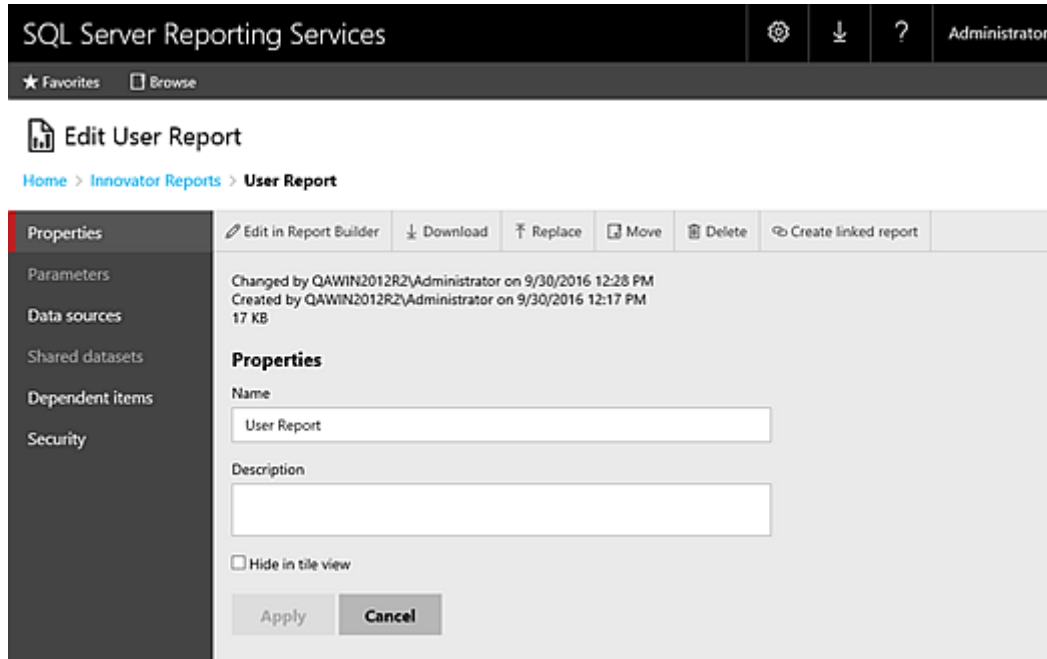 SQL Server Reporting Services
?
Administrator
Favorites Browse
Edit User Report
Home > Innovator Reports > User Report
Properties
Edit in Report Builder Download Replace Move Delete Create linked report
Parameters
Data sources
Shared datasets
Dependent items
Security
Changed by QAWIN2012R2\Administrator on 9/30/2016 12:28 PM
Created by QAWIN2012R2\Administrator on 9/30/2016 12:17 PM
17 KB
Properties
Name
User Report
Description
Hide in tile view
Apply Cancel